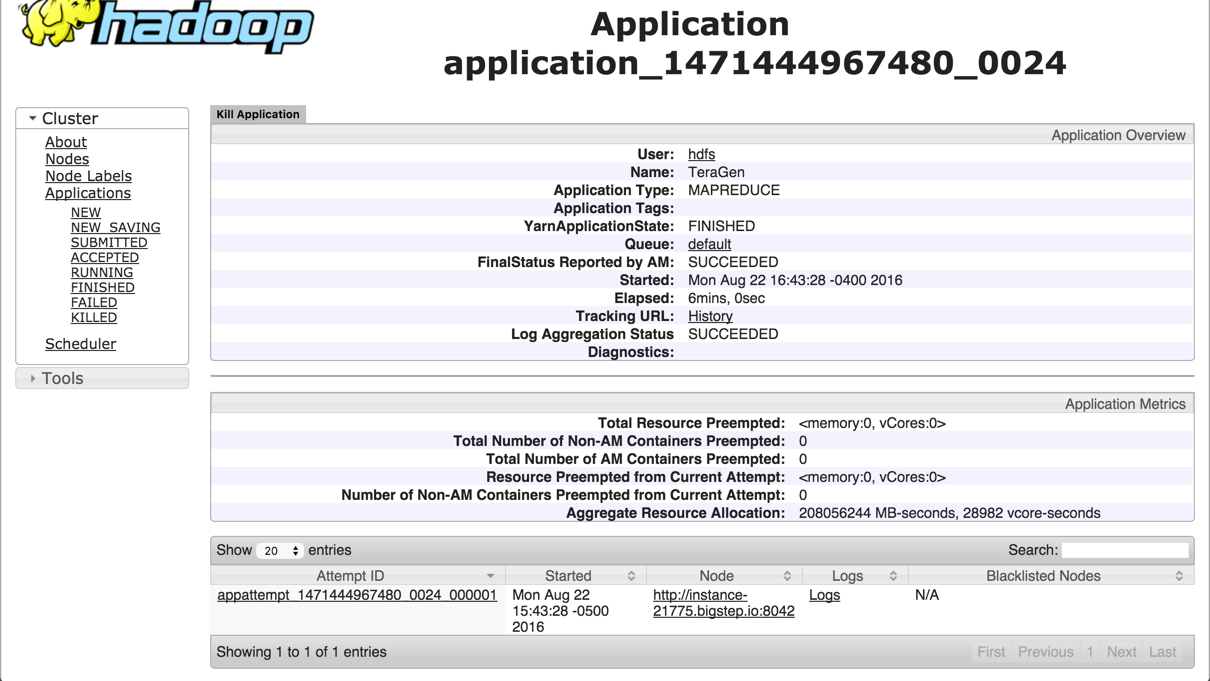 hadoop
Application
application_1471444967480_0024
Cluster
About
Nodes
Node Labels
Applications
NEW
NEW_SAVING
SUBMITTED
ACCEPTED
RUNNING
FINISHED
FAILED
KILLED
Scheduler
Tools
Kill Application
Application Overview
User: hdfs
Name: TeraGen
Application Type: MAPREDUCE
Application Tags:
YarnApplicationState: FINISHED
Queue: default
FinalStatus Reported by AM: SUCCEEDED
Started: Mon Aug 22 16:43:28 -0400 2016
Elapsed: 6mins, 0sec
Tracking URL: History
Log Aggregation Status SUCCEEDED
Diagnostics:
Application Metrics
Total Resource Preempted: <memory:0, vCores:0>
Total Number of Non-AM Containers Preempted: 0
Total Number of AM Containers Preempted: 0
Resource Preempted from Current Attempt: <memory:0, vCores:0>
Number of Non-AM Containers Preempted from Current Attempt: 0
Aggregate Resource Allocation: 208056244 MB-seconds, 28982 vcore-seconds
Show 20 entries Search:
Attempt ID Started Node Logs Blacklisted Nodes
appattempt_1471444967480_0024_000001 Mon Aug 22 http://instance- Logs N/A
15:43:28 -0500 21775.bigstep.io:8042
2016
Showing 1 to 1 of 1 entries First Previous 1 Next Last